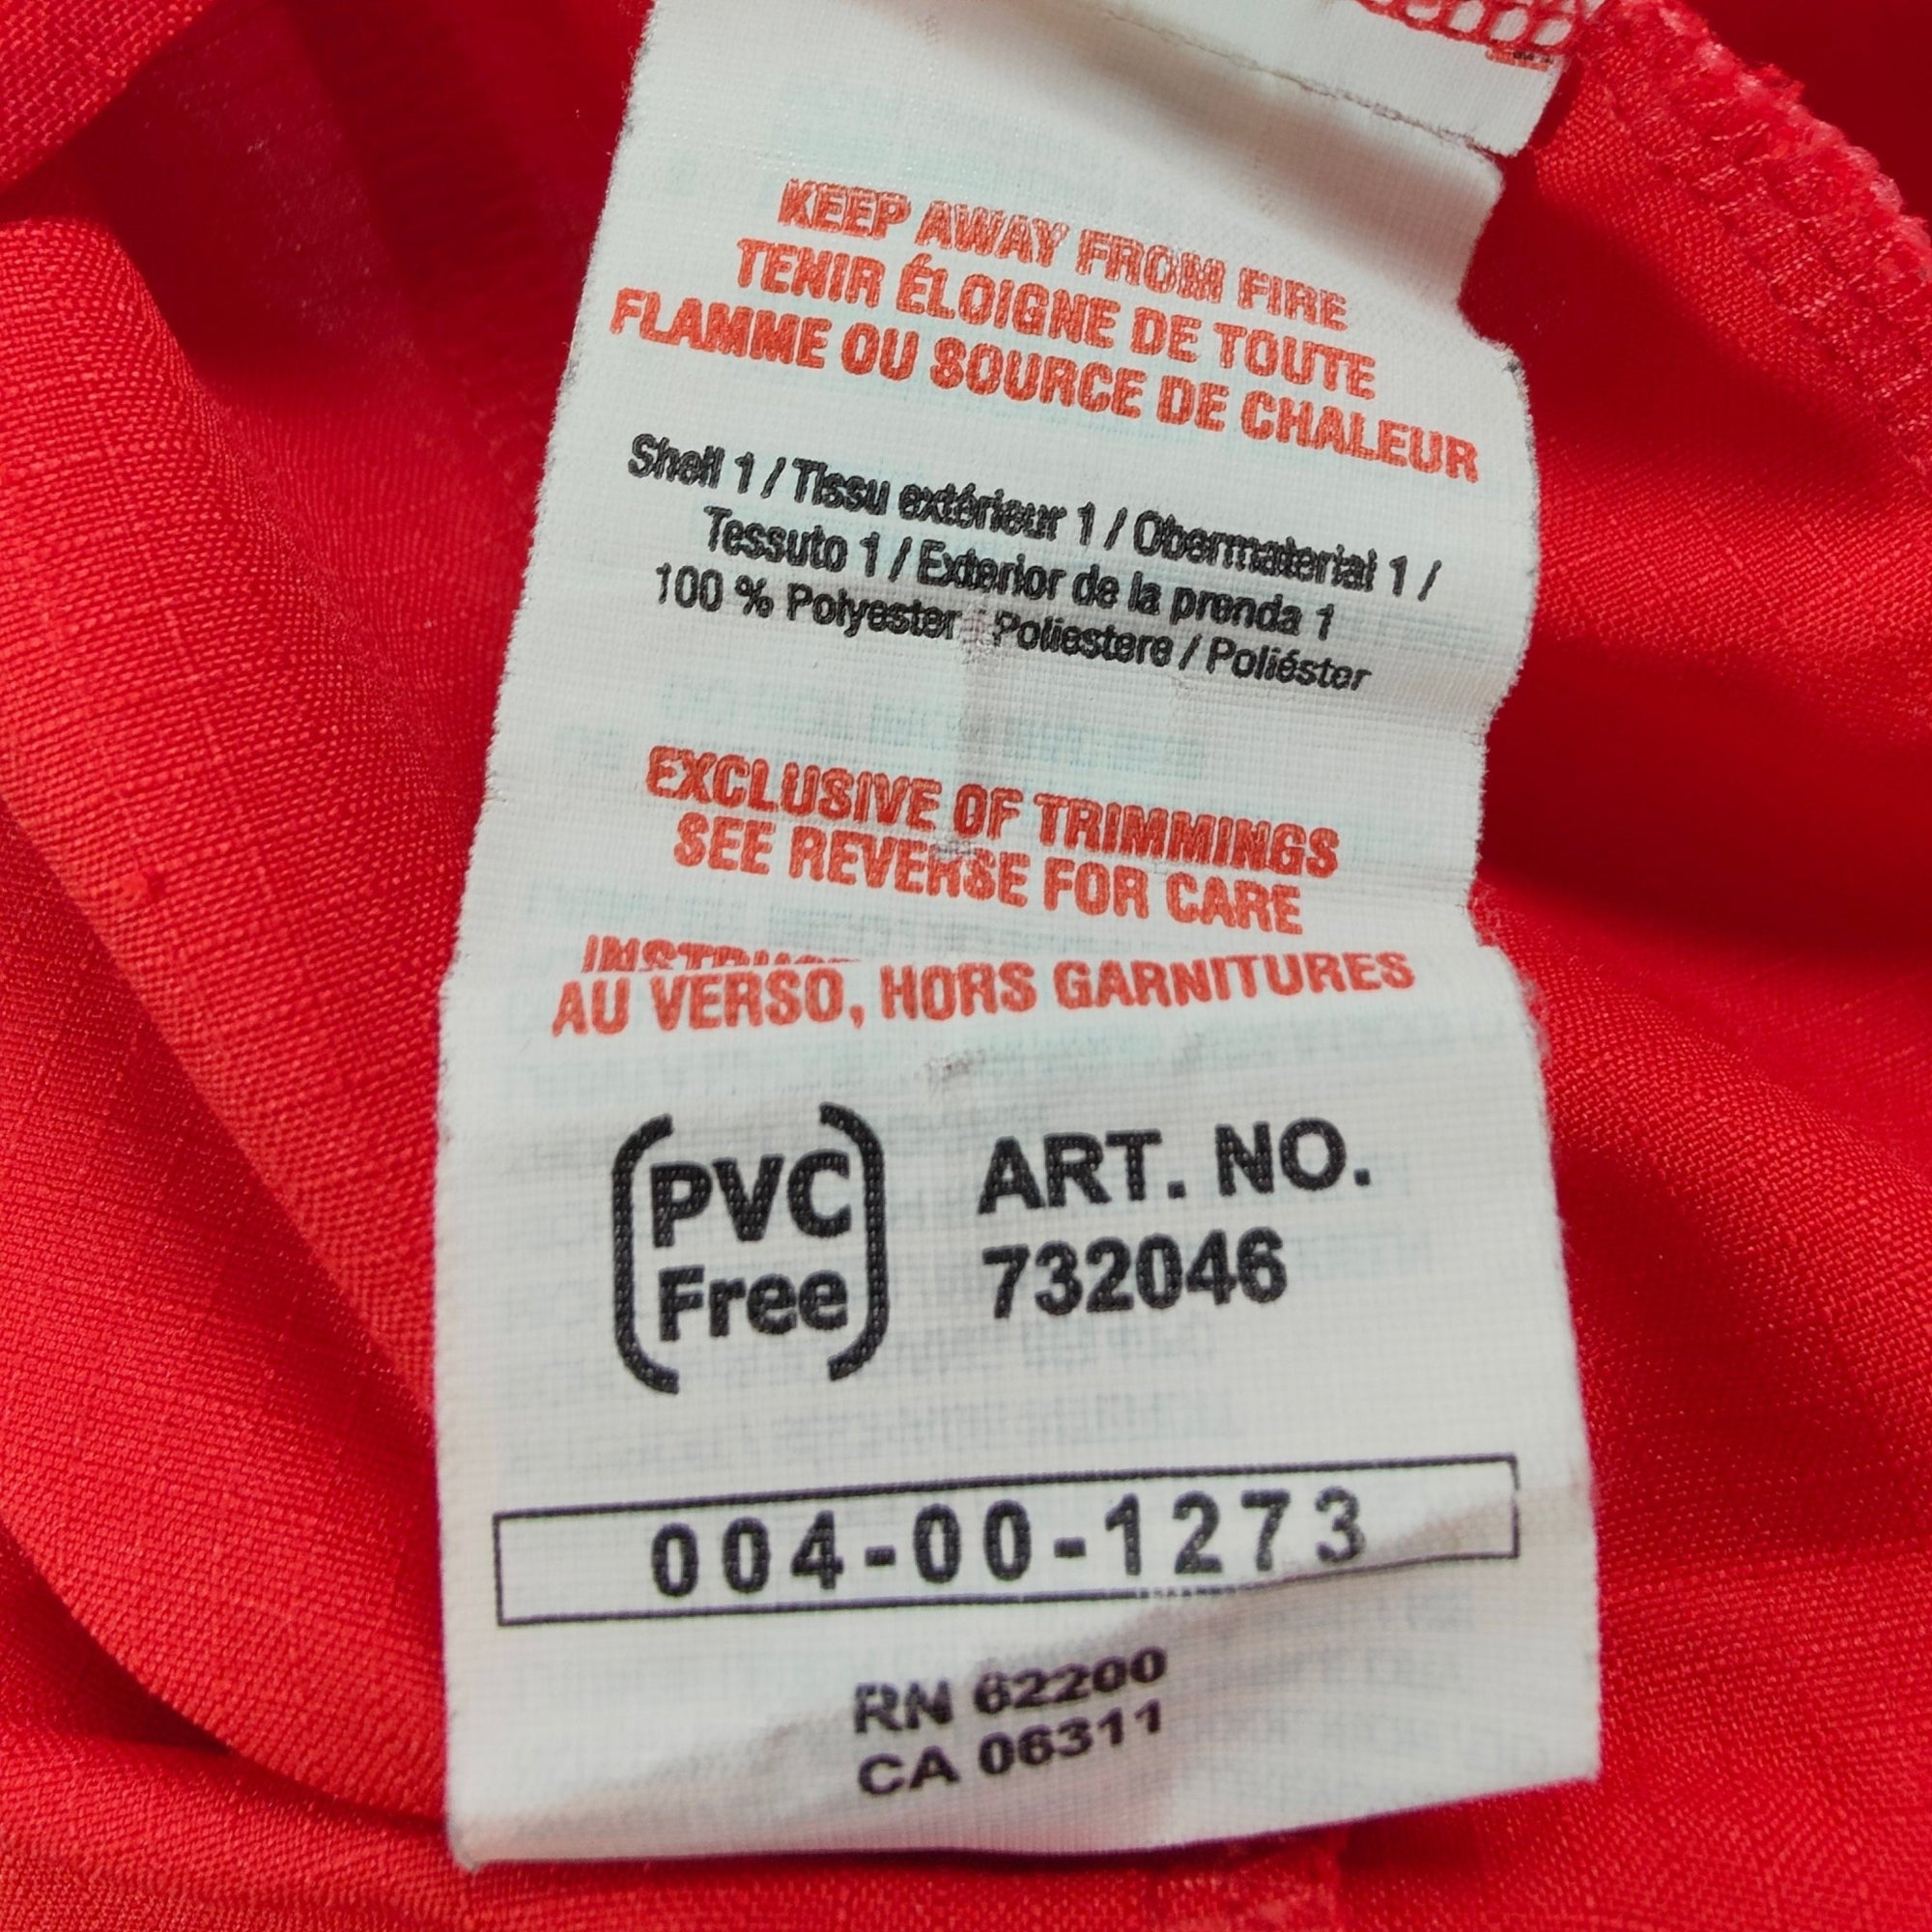 KEEP AWAY FROM FIRE
TENIR ÉLOIGNE DE TOUTE
FLAMME OU SOURCE DE CHALEUR
Shell 1 / Tissu extérieur 1 / Obermaterial 1 /
Tessuto 1 / Exterior de la prenda 1
100 % Polyester / Poliestere / Poliéster
EXCLUSIVE OF TRIMMINGS
SEE REVERSE FOR CARE
AU VERSO, HORS GARNITURES
PVC
Free
ART. NO.
732046
004-00-1273
RN 62200
CA 06311